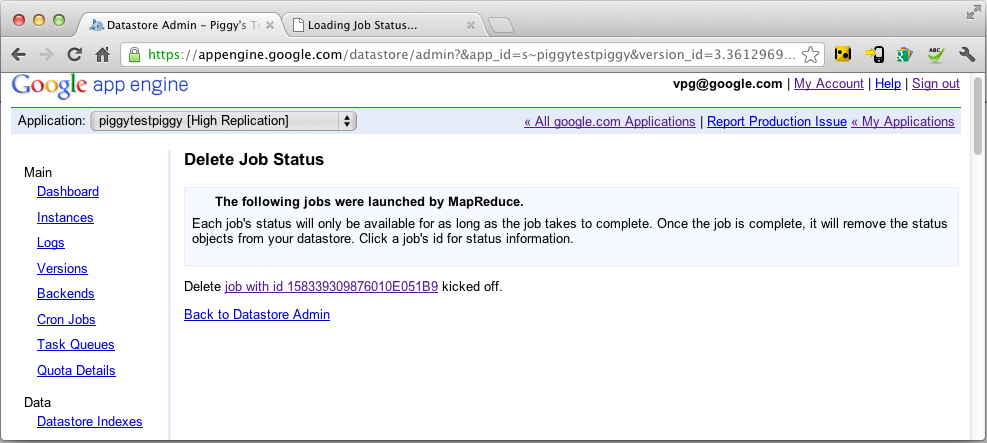 Datastore Admin – Piggy's Te
Loading Job Status...
https://appengine.google.com/datastore/admin?&app_id=s~piggytestpiggy&version_id=3.3612969...
ABC
Google app engine
vpg@google.com | My Account | Help | Sign out
Application: piggytestpiggy [High Replication]
« All google.com Applications | Report Production Issue « My Applications
Main
Dashboard
Instances
Logs
Versions
Backends
Cron Jobs
Task Queues
Quota Details
Data
Datastore Indexes
Delete Job Status
The following jobs were launched by MapReduce.
Each job's status will only be available for as long as the job takes to complete. Once the job is complete, it will remove the status
objects from your datastore. Click a job's id for status information.
Delete job with id 158339309876010E051B9 kicked off.
Back to Datastore Admin